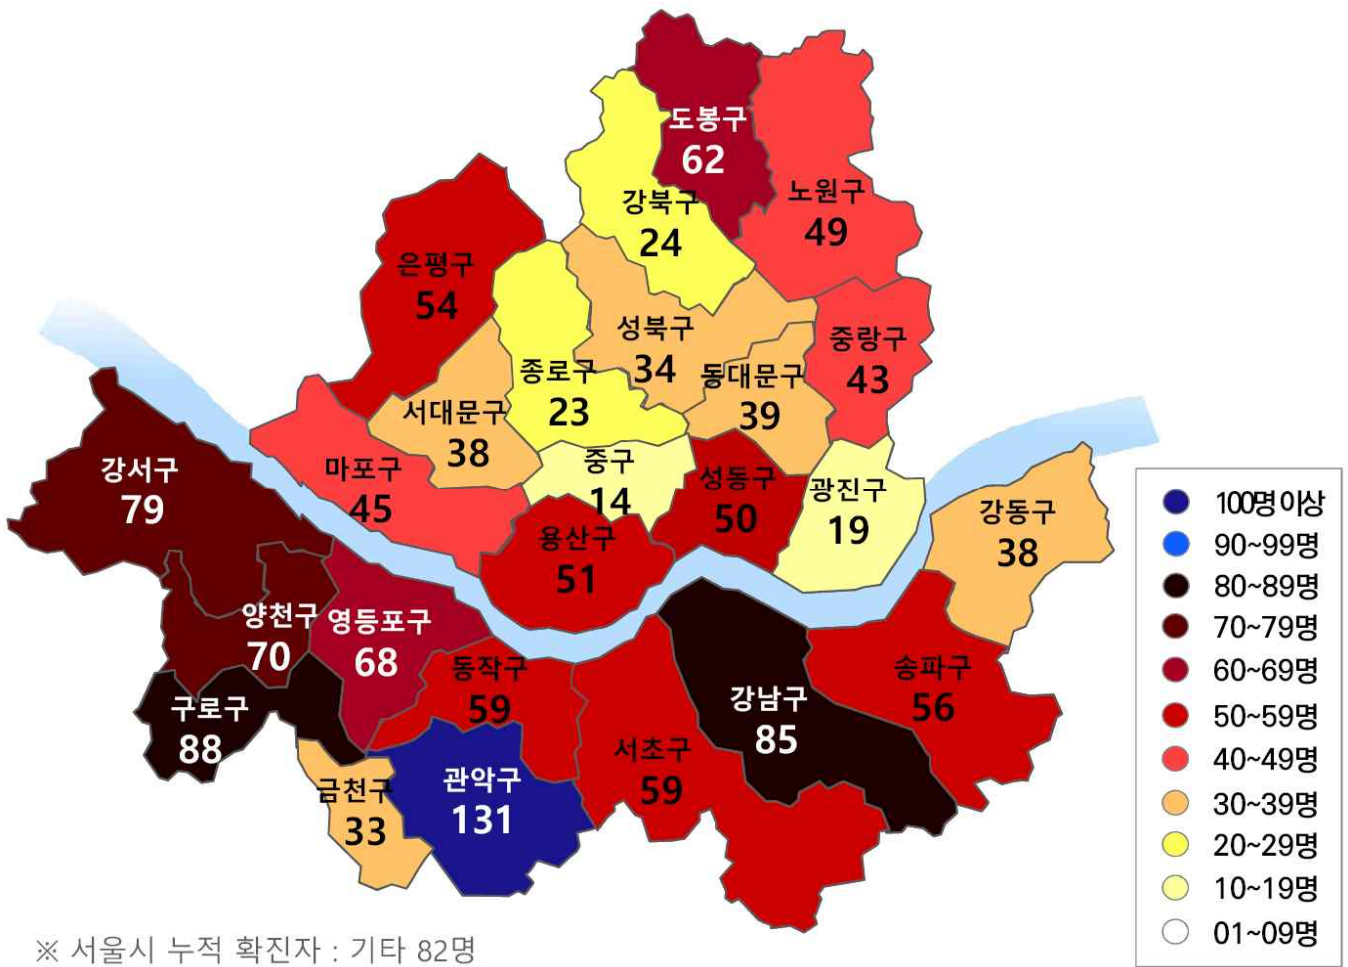 도봉구
62
노원구
49
강북구
24
은평구
54
성북구
34
중랑구
43
종로구
23
동대문구
39
서대문구
38
강서구
79
마포구
45
중구
14
성동구
50
광진구
19
강동구
38
용산구
51
양천구
70
영등포구
68
동작구
59
구로구
88
강남구
85
송파구
56
서초구
59
관악구
131
금천구
33
100명 이상
90~99명
80~89명
70~79명
60~69명
50~59명
40~49명
30~39명
20~29명
10~19명
01~09명
※ 서울시 누적 확진자 : 기타 82명